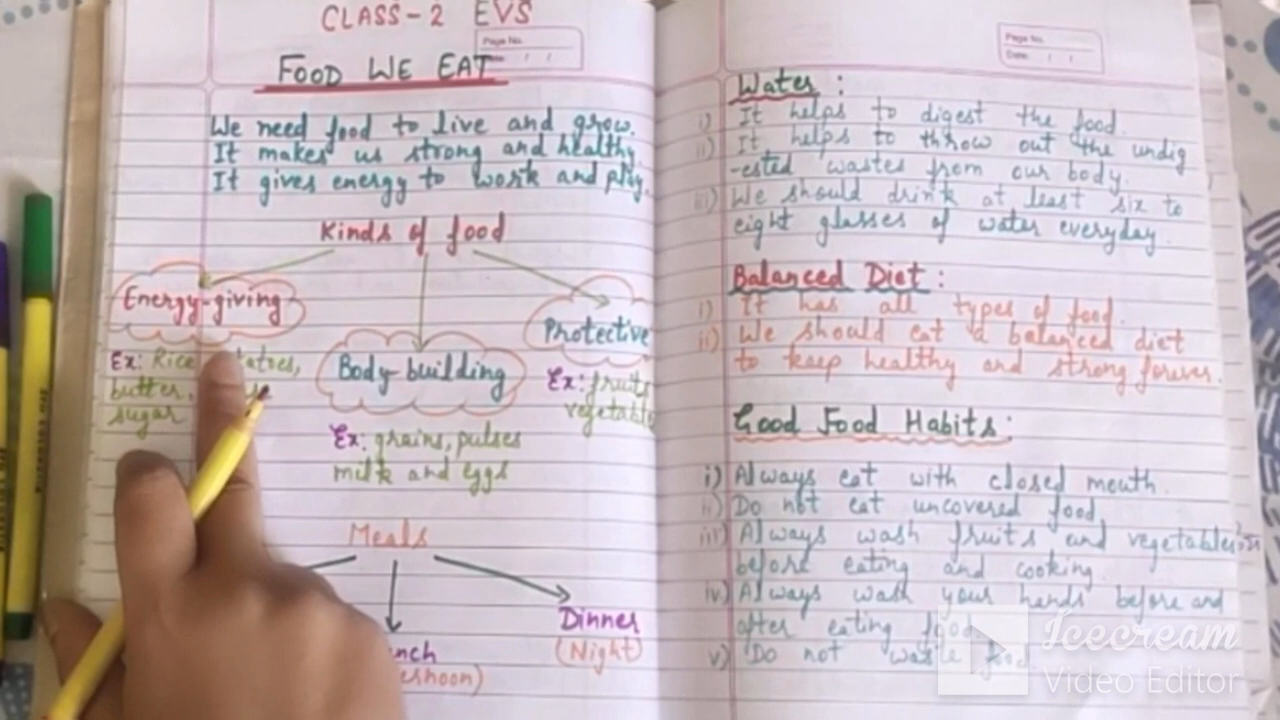 CLASS-2 EVS
Page No.
Date: / /
FOOD WE EAT
We need food to live and grow.
It makes us strong and healthy
It gives energy to work and play.
Kinds of food
Energy-giving
Ex: Rice
butter,
sugar
Body-building
Ex: grains, pulses
milk and eggs
Protective
Ex: fruits
vegetable
Meals
Dinner
(Night)
Page No.
Date: / /
Water :
i) It helps to digest the food.
ii) It helps to throw out the undig
-ested wastes from our body.
iii) We should drink at least six to
eight glasses of water everyday.
Balanced Diet :
i) It has all types of food.
ii) We should eat a balanced diet
to keep healthy and strong forever.
Good Food Habits :
i) Always eat with closed mouth.
ii) Do not eat uncovered food.
iii) Always wash fruits and vegetables
before eating and cooking.
iv) Always wash your hands before and
after eating food
v) Do not waste food
Icecream
Video Editor